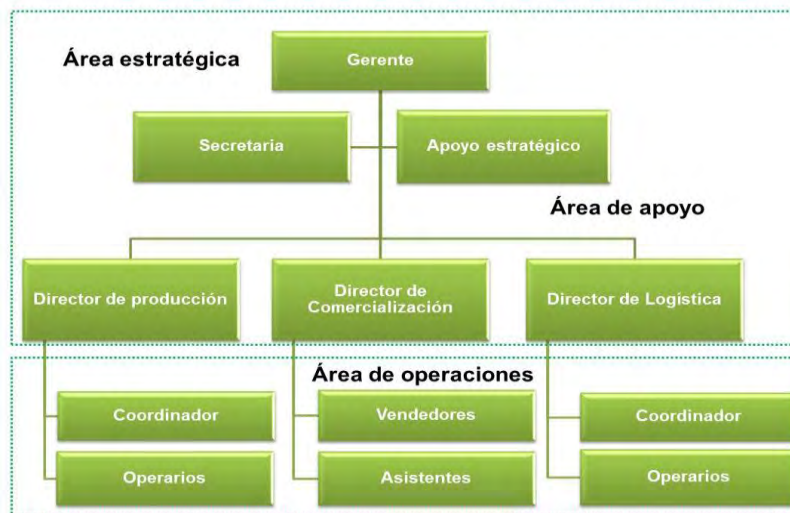 Área estratégica
Gerente
Secretaria
Apoyo estratégico
Área de apoyo
Director de producción
Director de
Comercialización
Director de Logística
Área de operaciones
Coordinador
Vendedores
Coordinador
Operarios
Asistentes
Operarios